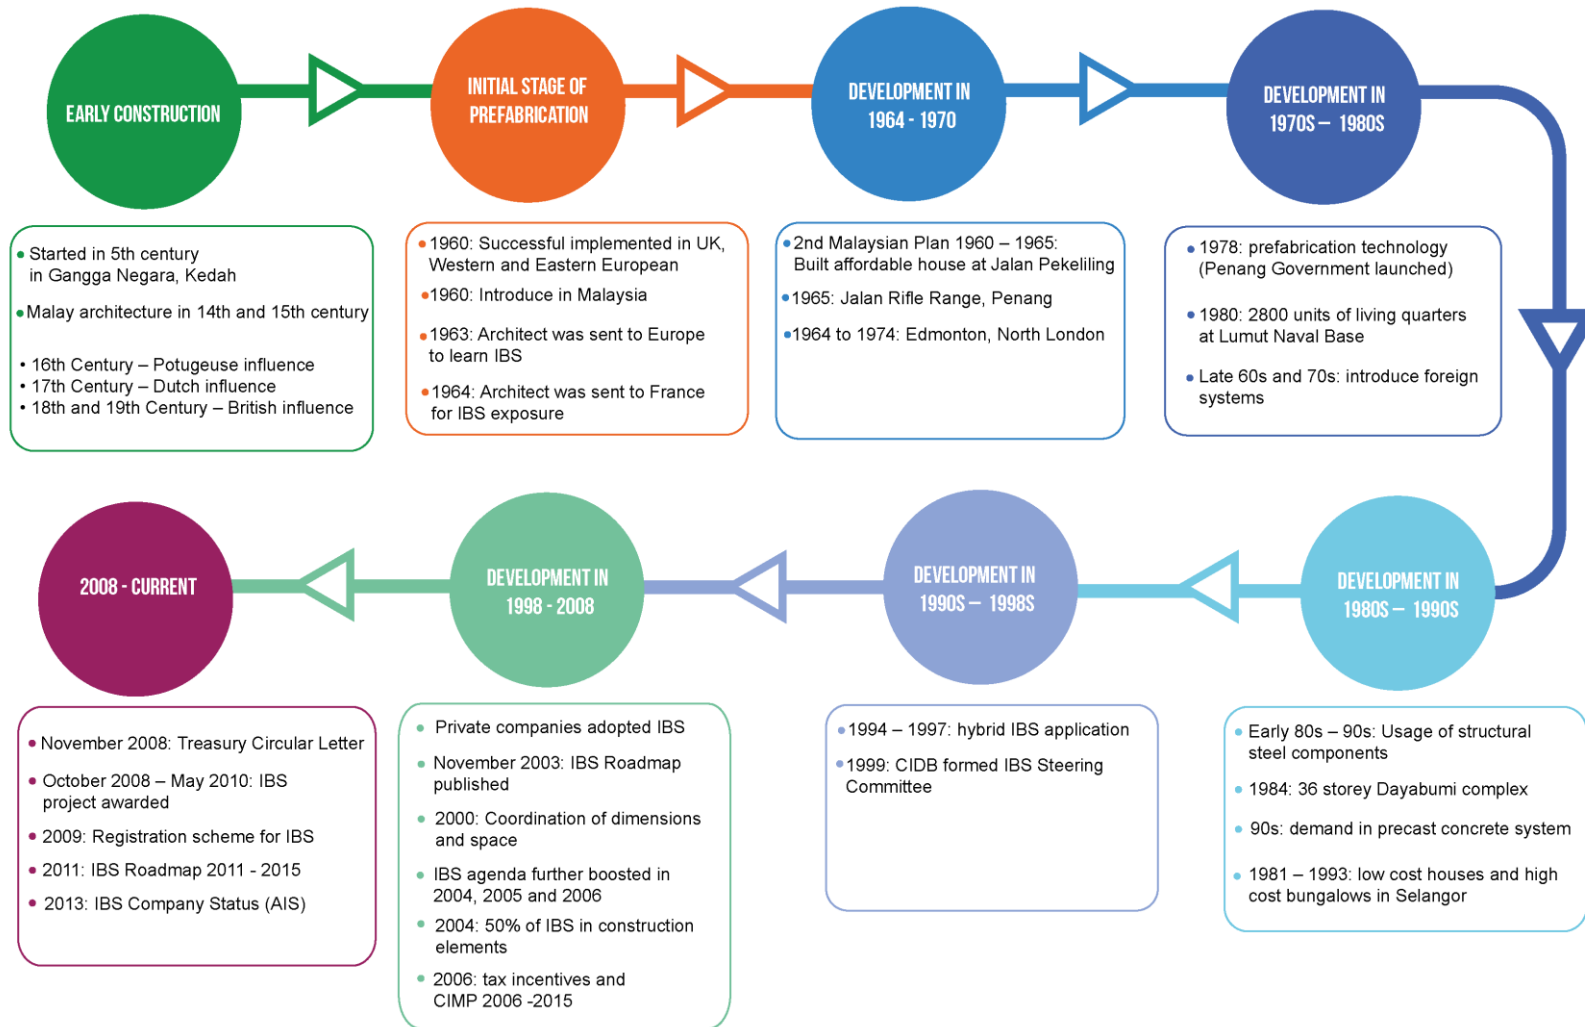 EARLY CONSTRUCTION
• Started in 5th century
in Gangga Negara, Kedah
• Malay architecture in 14th and 15th century
• 16th Century – Potugeuse influence
• 17th Century – Dutch influence
• 18th and 19th Century – British influence
INITIAL STAGE OF
PREFABRICATION
• 1960: Successful implemented in UK,
Western and Eastern European
• 1960: Introduce in Malaysia
• 1963: Architect was sent to Europe
to learn IBS
• 1964: Architect was sent to France
for IBS exposure
DEVELOPMENT IN
1964 - 1970
• 2nd Malaysian Plan 1960 – 1965:
Built affordable house at Jalan Pekeliling
• 1965: Jalan Rifle Range, Penang
• 1964 to 1974: Edmonton, North London
DEVELOPMENT IN
1970S – 1980S
• 1978: prefabrication technology
(Penang Government launched)
• 1980: 2800 units of living quarters
at Lumut Naval Base
• Late 60s and 70s: introduce foreign
systems
DEVELOPMENT IN
1980S – 1990S
• Early 80s – 90s: Usage of structural
steel components
• 1984: 36 storey Dayabumi complex
• 90s: demand in precast concrete system
• 1981 – 1993: low cost houses and high
cost bungalows in Selangor
DEVELOPMENT IN
1990S – 1998S
• 1994 – 1997: hybrid IBS application
• 1999: CIDB formed IBS Steering
Committee
DEVELOPMENT IN
1998 - 2008
• Private companies adopted IBS
• November 2003: IBS Roadmap
published
• 2000: Coordination of dimensions
and space
• IBS agenda further boosted in
2004, 2005 and 2006
• 2004: 50% of IBS in construction
elements
• 2006: tax incentives and
CIMP 2006 -2015
2008 - CURRENT
• November 2008: Treasury Circular Letter
• October 2008 – May 2010: IBS
project awarded
• 2009: Registration scheme for IBS
• 2011: IBS Roadmap 2011 - 2015
• 2013: IBS Company Status (AIS)